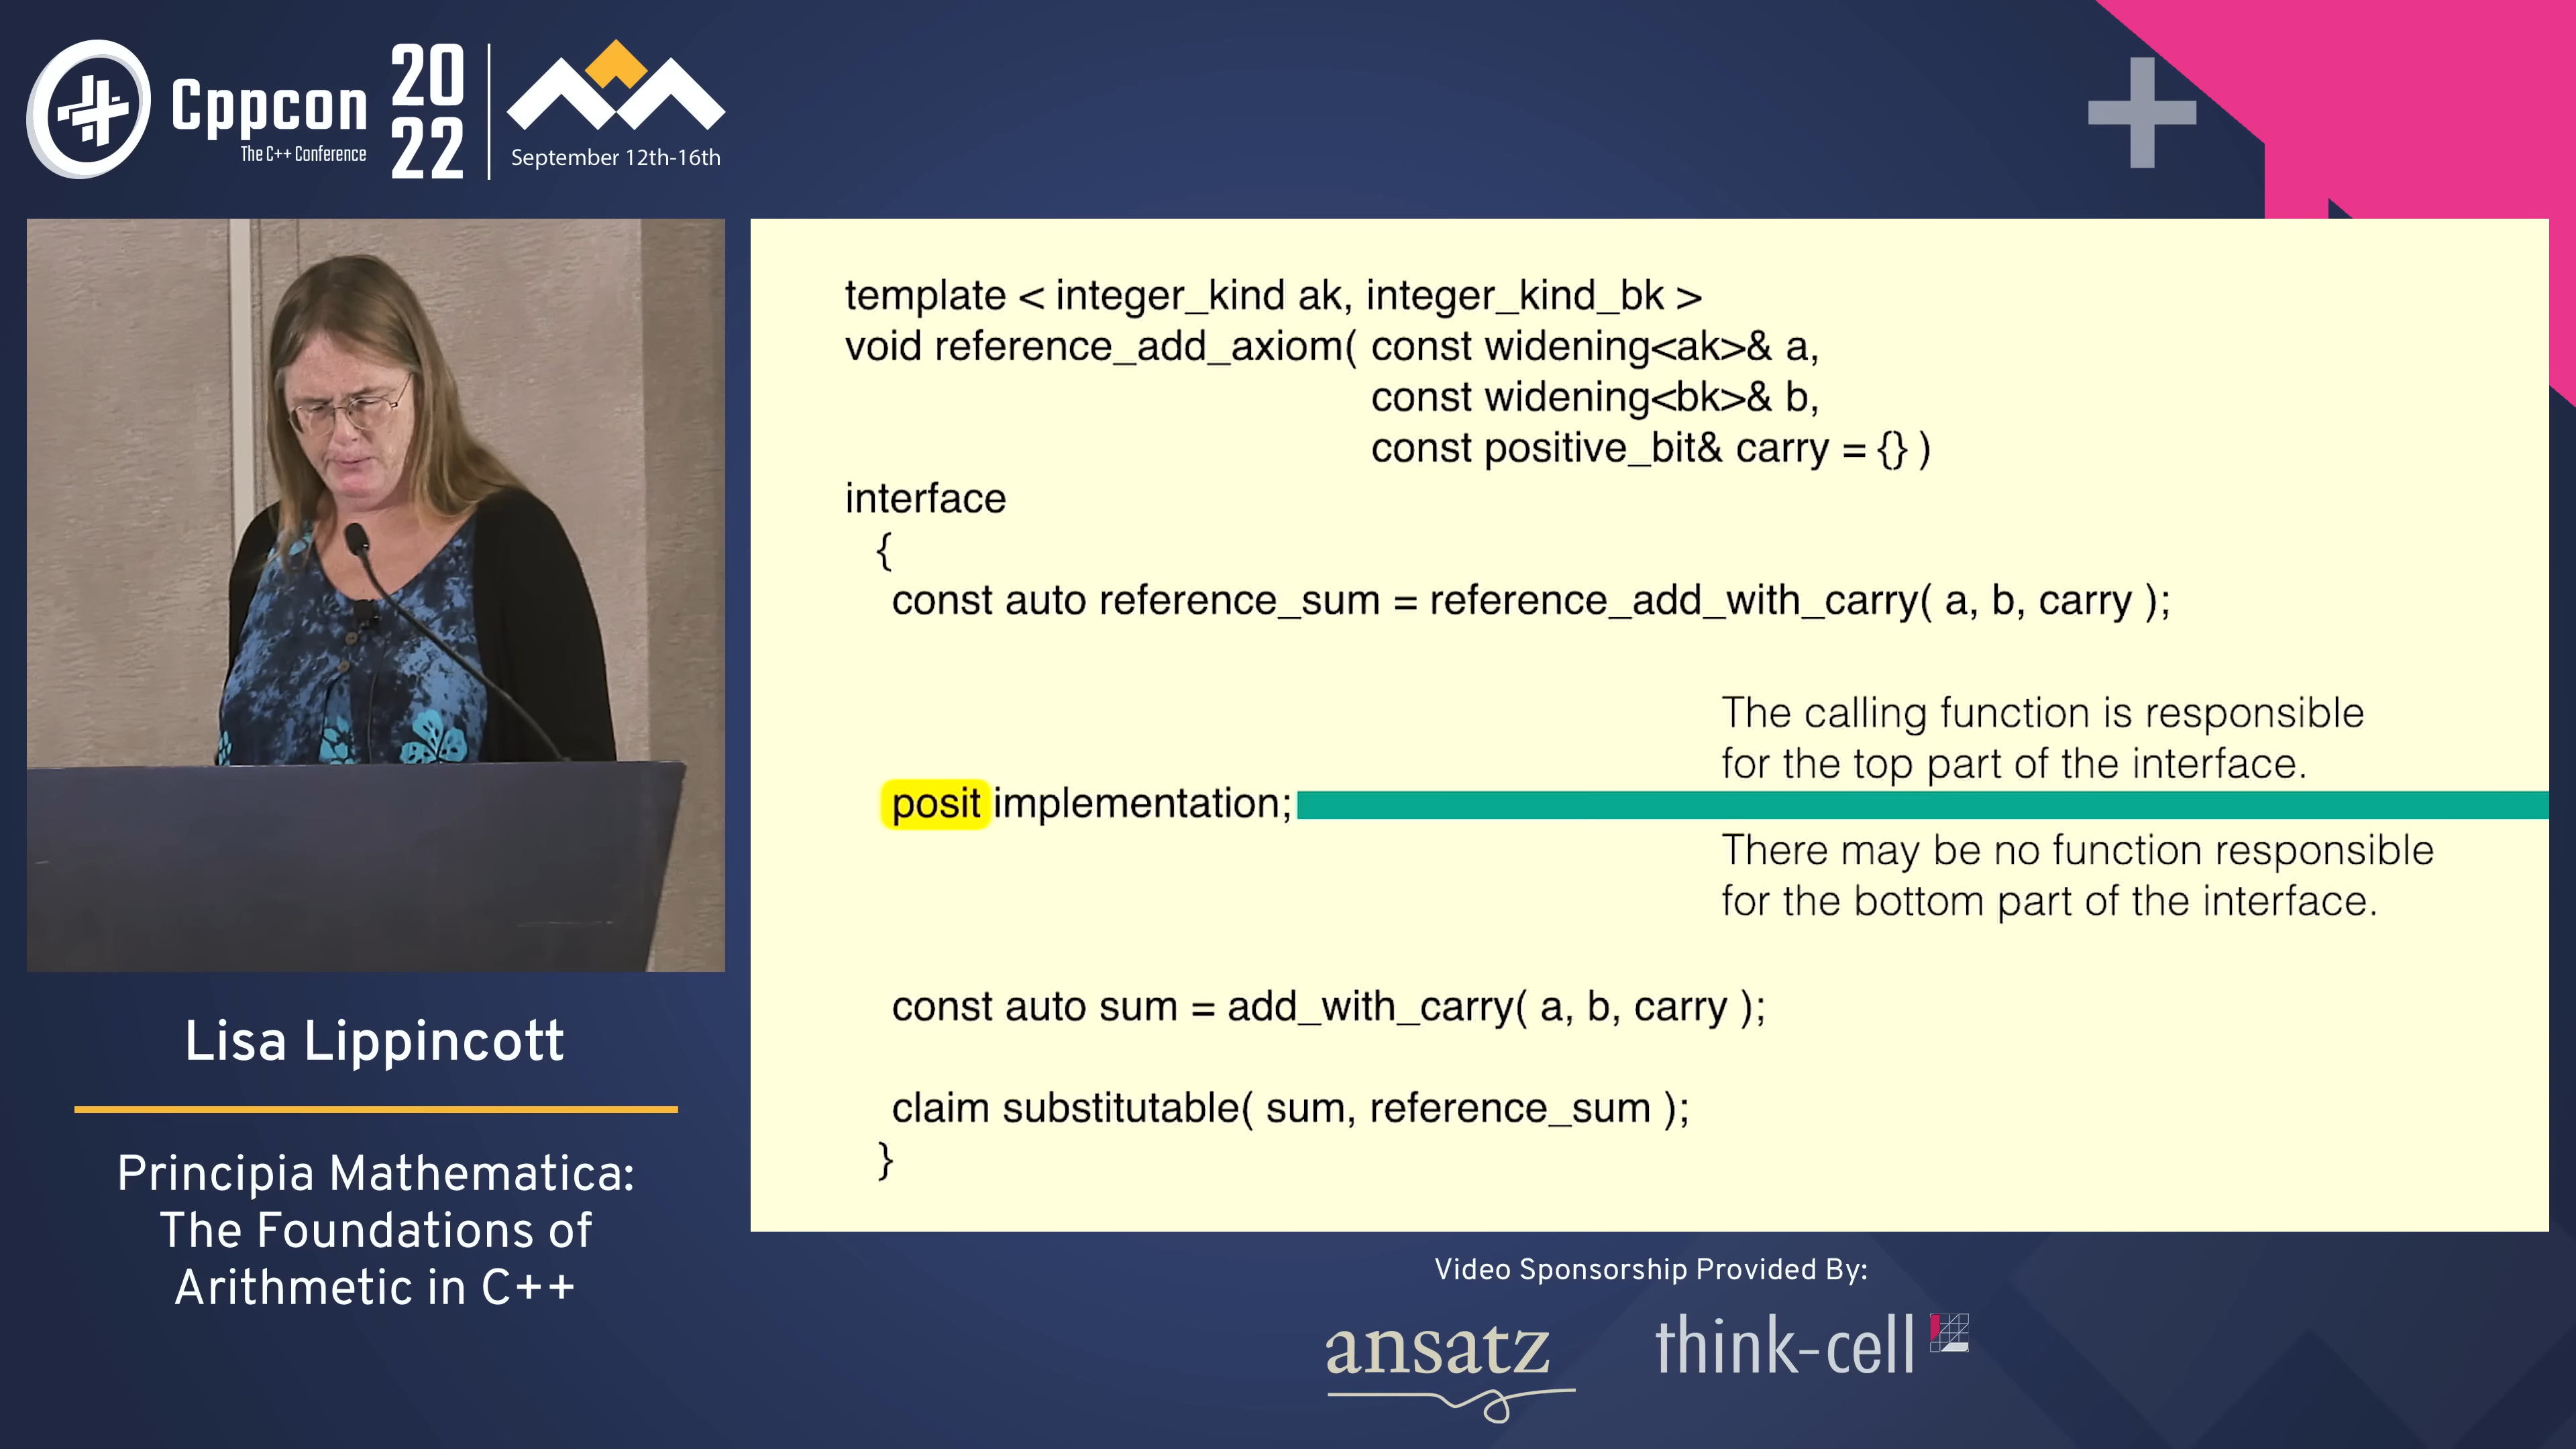 Cppcon
The C++ Conference
20
22
September 12th-16th
template < integer_kind ak, integer_kind_bk >
void reference_add_axiom( const widening<ak>& a,
const widening<bk>& b,
const positive_bit& carry = {} )
interface
{
const auto reference_sum = reference_add_with_carry( a, b, carry );
The calling function is responsible
for the top part of the interface.
posit implementation;
There may be no function responsible
for the bottom part of the interface.
const auto sum = add_with_carry( a, b, carry );
claim substitutable( sum, reference_sum );
}
Lisa Lippincott
Principia Mathematica:
The Foundations of
Arithmetic in C++
Video Sponsorship Provided By:
ansatz
think-cell